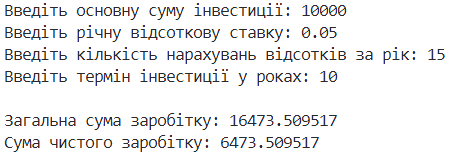 Введіть основну суму інвестиції: 10000
Введіть річну відсоткову ставку: 0.05
Введіть кількість нарахувань відсотків за рік: 15
Введіть термін інвестиції у роках: 10
Загальна сума заробітку: 16473.509517
Сума чистого заробітку: 6473.509517